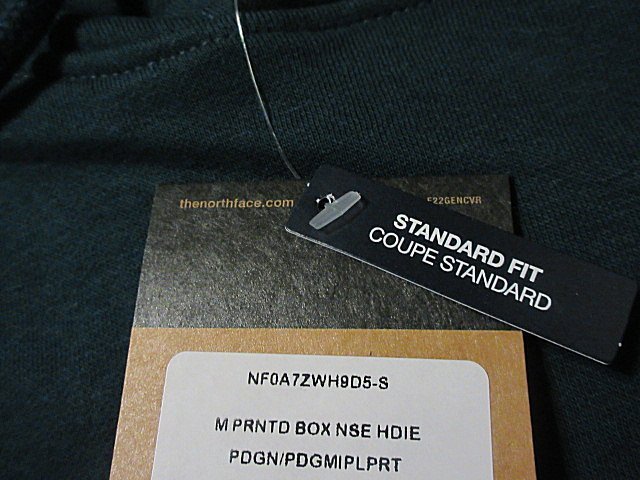 thenorthface.com
F22GENCVR
STANDARD FIT
COUPE STANDARD
NF0A7ZWH9D5-S
M PRNTD BOX NSE HDIE
PDGN/PDGMIPLPRT